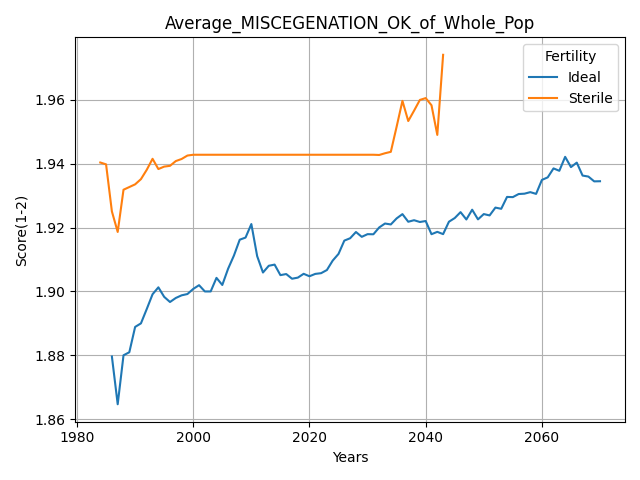 Average_MISCEGENATION_OK_of_Whole_Pop
Fertility
Ideal
Sterile
Score(1-2)
1.96
1.94
1.92
1.90
1.88
1.86
1980
2000
2020
2040
2060
Years